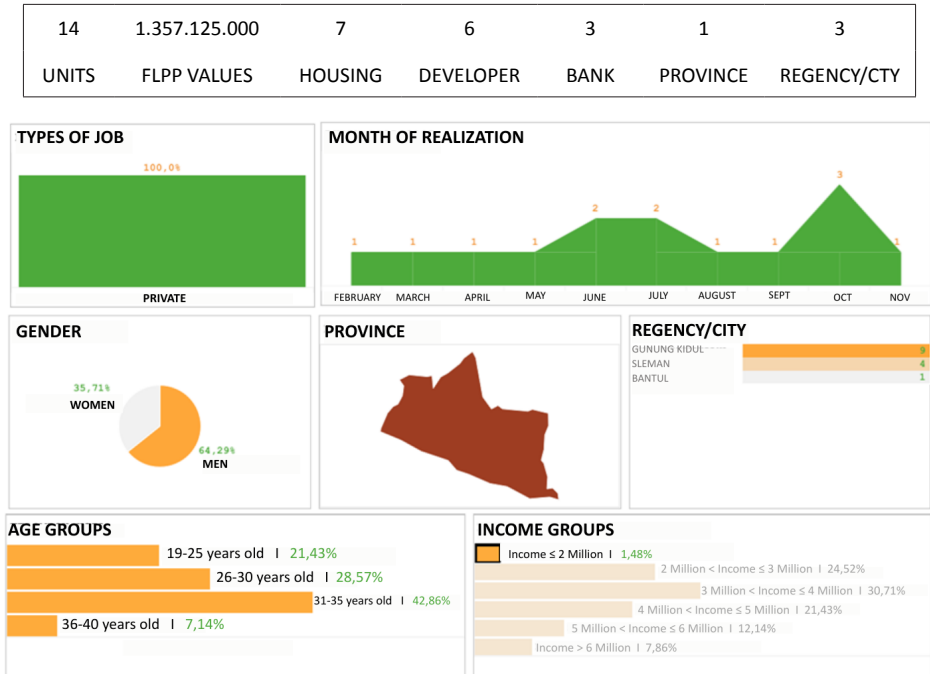 14 1.357.125.000 7 6 3 1 3
UNITS FLPP VALUES HOUSING DEVELOPER BANK PROVINCE REGENCY/CTY
TYPES OF JOB
100,0%
PRIVATE
MONTH OF REALIZATION
1 1 1 1 2 2 1 1 3 1
FEBRUARY MARCH APRIL MAY JUNE JULY AUGUST SEPT OCT NOV
GENDER
35,71%
WOMEN
64,29%
MEN
PROVINCE
REGENCY/CITY
GUNUNG KIDUL 9
SLEMAN 4
BANTUL 1
AGE GROUPS
19-25 years old I 21,43%
26-30 years old I 28,57%
31-35 years old I 42,86%
36-40 years old I 7,14%
INCOME GROUPS
Income ≤ 2 Million I 1,48%
2 Million < Income ≤ 3 Million I 24,52%
3 Million < Income ≤ 4 Million I 30,71%
4 Million < Income ≤ 5 Million I 21,43%
5 Million < Income ≤ 6 Million I 12,14%
Income > 6 Million I 7,86%